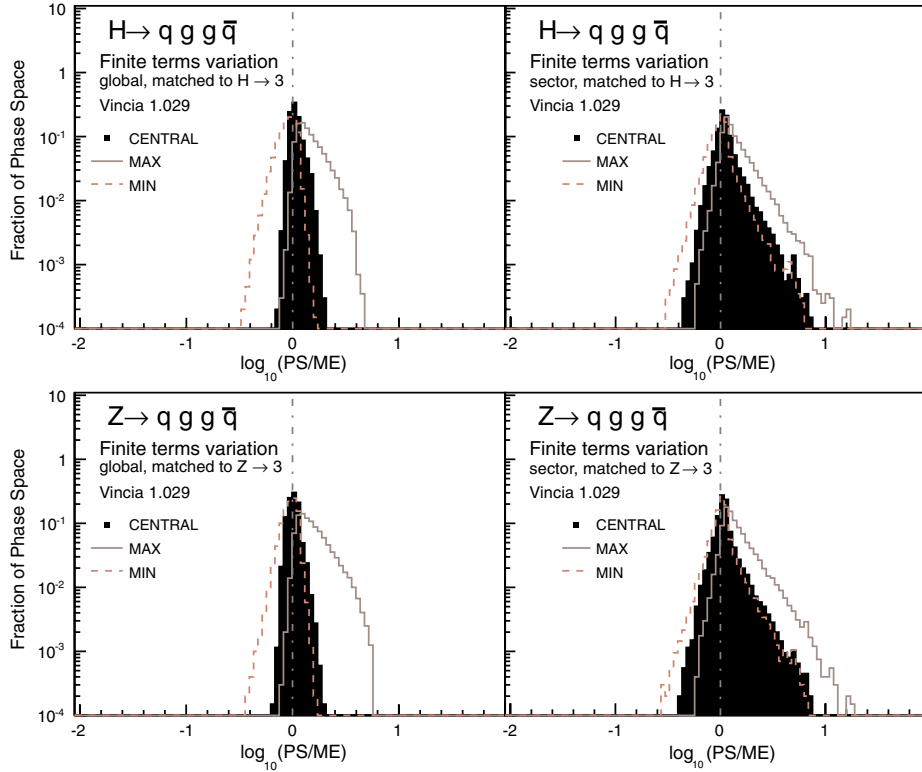 H→ q g g q̄
Finite terms variation
global, matched to H → 3
Vincia 1.029
CENTRAL
MAX
MIN
Fraction of Phase Space
10
1
10⁻¹
10⁻²
10⁻³
10⁻⁴
-2
-1
0
1
log₁₀(PS/ME)
H→ q g g q̄
Finite terms variation
sector, matched to H→ 3
Vincia 1.029
CENTRAL
MAX
MIN
-2
-1
0
1
log₁₀(PS/ME)
Z→ q g g q̄
Finite terms variation
global, matched to Z → 3
Vincia 1.029
CENTRAL
MAX
MIN
Fraction of Phase Space
10
1
10⁻¹
10⁻²
10⁻³
10⁻⁴
-2
-1
0
1
log₁₀(PS/ME)
Z→ q g g q̄
Finite terms variation
sector, matched to Z→ 3
Vincia 1.029
CENTRAL
MAX
MIN
-2
-1
0
1
log₁₀(PS/ME)